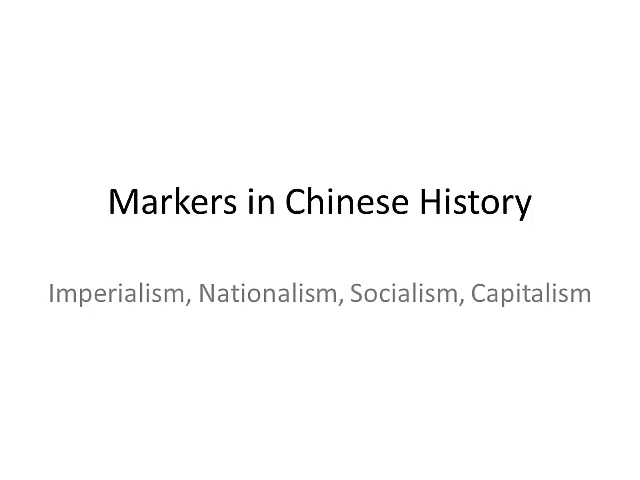 Markers in Chinese History
Imperialism, Nationalism, Socialism, Capitalism